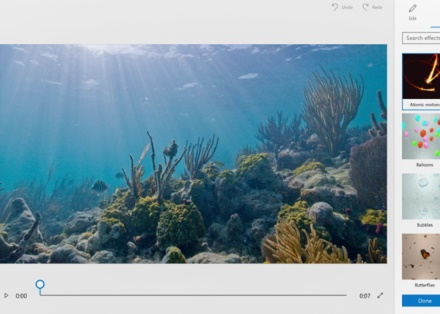 Undo Redo
Edit
Search effects
Atomic motion
Balloons
Bubbles
Butterflies
0:00
0:07
Done